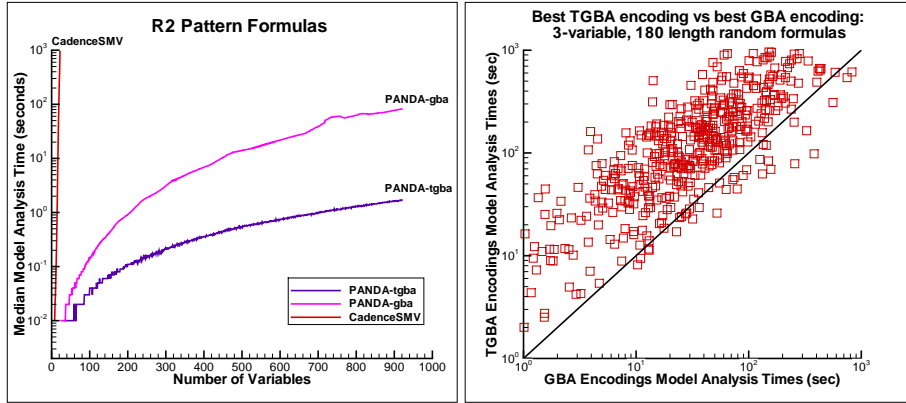 R2 Pattern Formulas
Median Model Analysis Time (seconds)
10^3
10^2
10^1
10^0
10^-1
10^-2
CadenceSMV
PANDA-gba
PANDA-tgba
PANDA-tgba
PANDA-gba
CadenceSMV
0 100 200 300 400 500 600 700 800 900 1000
Number of Variables
Best TGBA encoding vs best GBA encoding:
3-variable, 180 length random formulas
TGBA Encodings Model Analysis Times (sec)
10^3
10^2
10^1
10^0
10^0 10^1 10^2 10^3
GBA Encodings Model Analysis Times (sec)